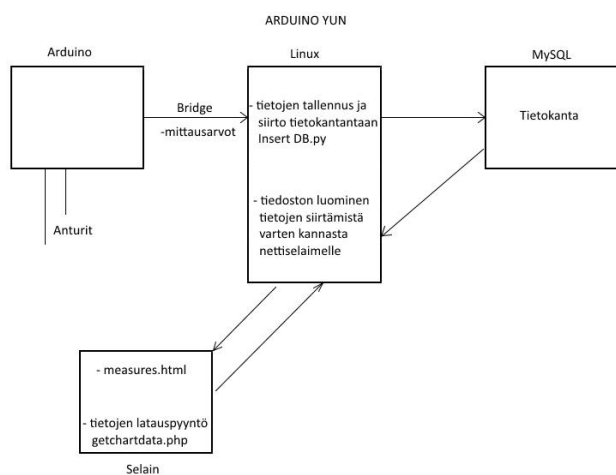 ARDUINO YUN
Arduino
Linux
MySQL
Bridge
-mittausarvot
- tietojen tallennus ja
siirto tietokantantaan
Insert DB.py
Tietokanta
- tiedoston luominen
tietojen siirtämistä
varten kannasta
nettiselaimelle
Anturit
- measures.html
- tietojen latauspyyntö
getchartdata.php
Selain